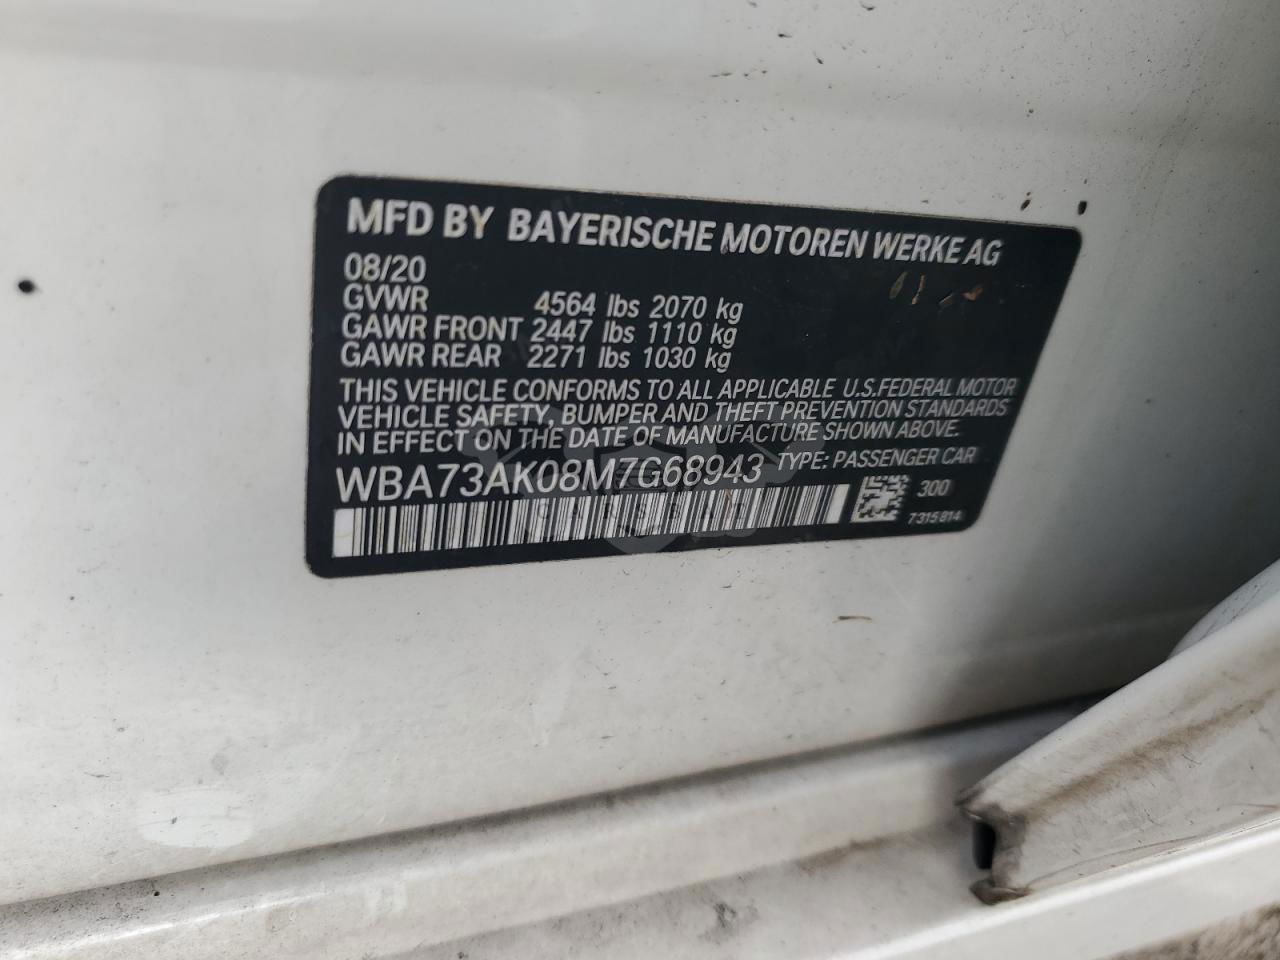 MFD BY BAYERISCHE MOTOREN WERKE AG
08/20
GVWR 4564 lbs 2070 kg
GAWR FRONT 2447 lbs 1110 kg
GAWR REAR 2271 lbs 1030 kg
THIS VEHICLE CONFORMS TO ALL APPLICABLE U.S.FEDERAL MOTOR
VEHICLE SAFETY, BUMPER AND THEFT PREVENTION STANDARDS
IN EFFECT ON THE DATE OF MANUFACTURE SHOWN ABOVE.
WBA73AK08M7G68943 TYPE: PASSENGER CAR
300
7315814